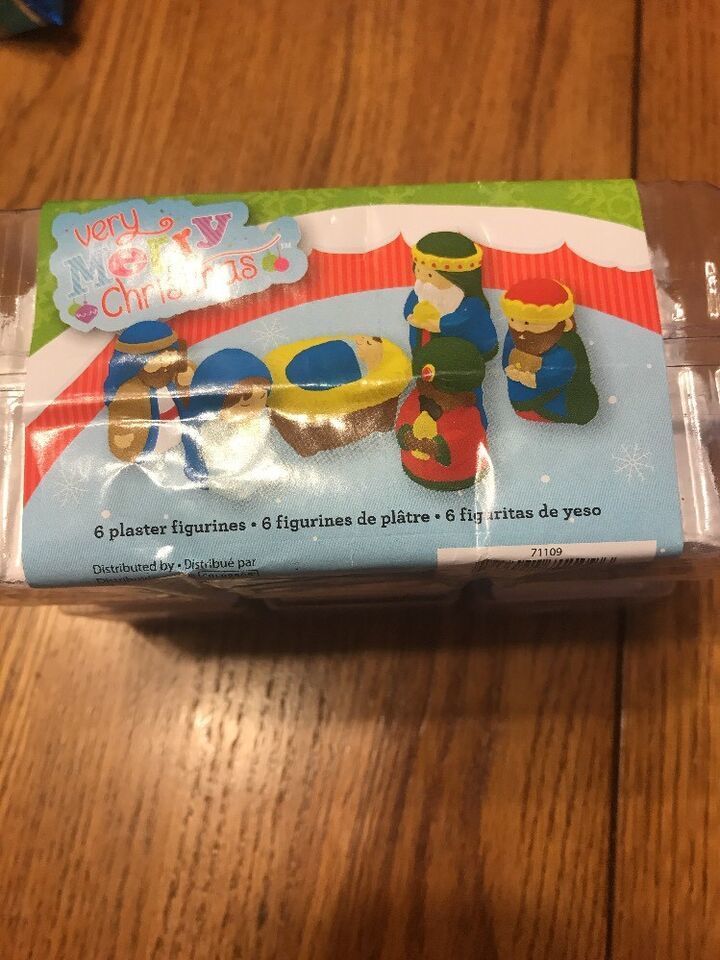 very
Merry
Christmas
6 plaster figurines • 6 figurines de plâtre • 6 figuritas de yeso
71109
Distributed by • Distribué par